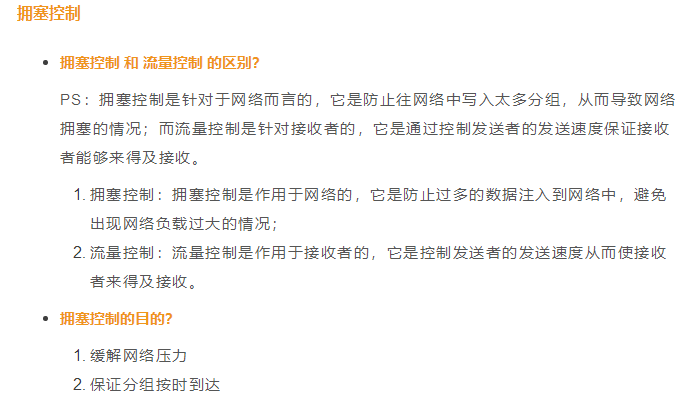 拥塞控制
• 拥塞控制 和 流量控制 的区别?
PS：拥塞控制是针对于网络而言的，它是防止往网络中写入太多分组，从而导致网络
拥塞的情况；而流量控制是针对接收者的，它是通过控制发送者的发送速度保证接收
者能够来得及接收。
1. 拥塞控制：拥塞控制是作用于网络的，它是防止过多的数据注入到网络中，避免
出现网络负载过大的情况；
2. 流量控制：流量控制是作用于接收者的，它是控制发送者的发送速度从而使接收
者来得及接收。
• 拥塞控制的目的?
1. 缓解网络压力
2. 保证分组按时到达